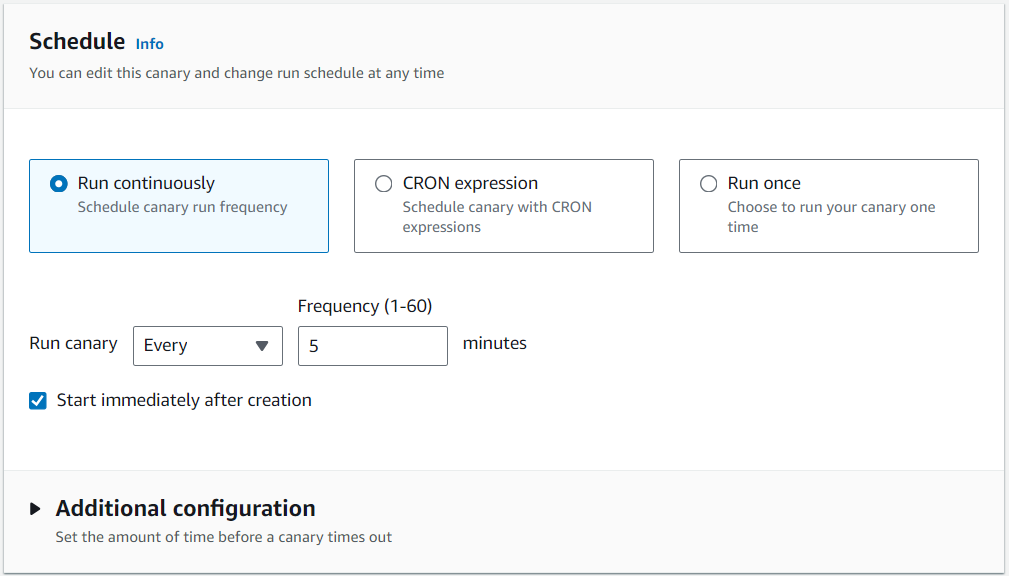 Schedule Info
You can edit this canary and change run schedule at any time
Run continuously
Schedule canary run frequency
CRON expression
Schedule canary with CRON
expressions
Run once
Choose to run your canary one
time
Frequency (1-60)
Run canary Every 5 minutes
Start immediately after creation
Additional configuration
Set the amount of time before a canary times out